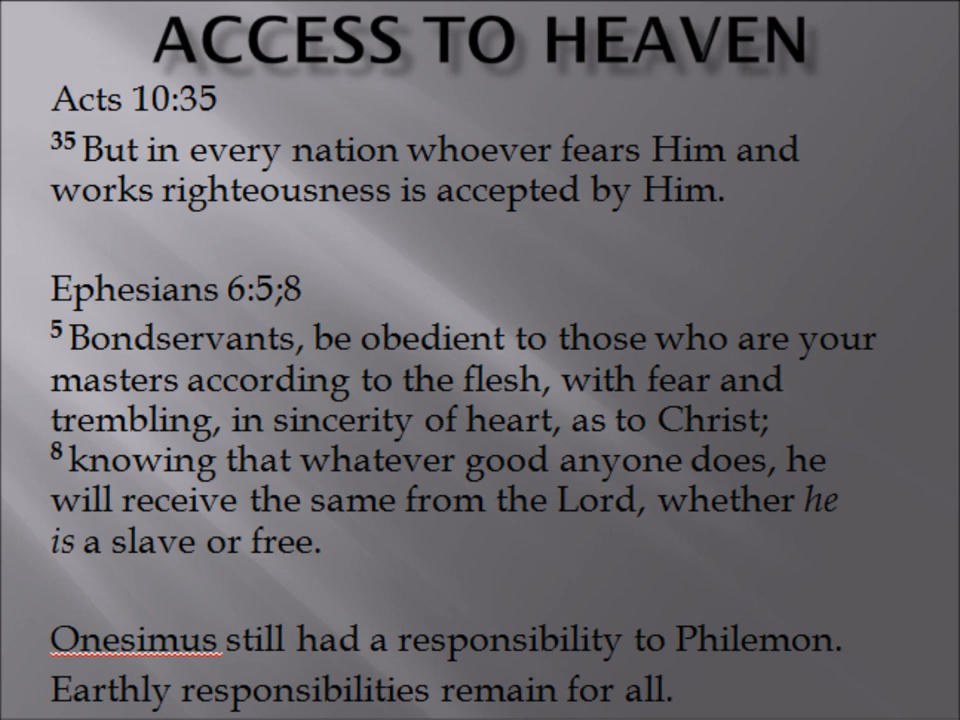 ACCESS TO HEAVEN
Acts 10:35
35 But in every nation whoever fears Him and
works righteousness is accepted by Him.
Ephesians 6:5;8
5 Bondservants, be obedient to those who are your
masters according to the flesh, with fear and
trembling, in sincerity of heart, as to Christ;
8 knowing that whatever good anyone does, he
will receive the same from the Lord, whether he
is a slave or free.
Onesimus still had a responsibility to Philemon.
Earthly responsibilities remain for all.